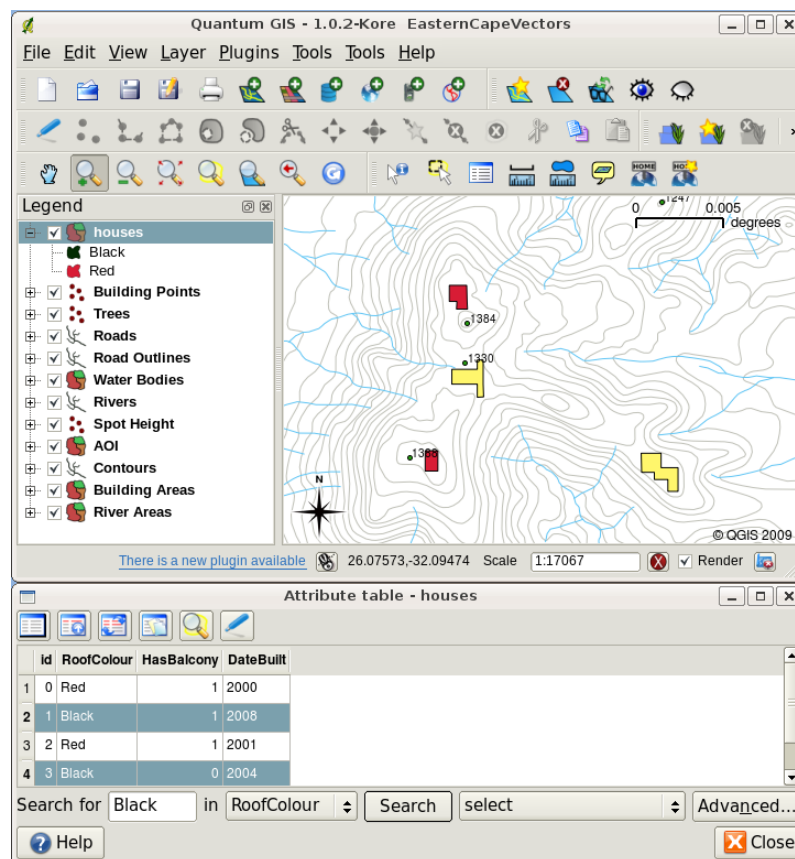 Quantum GIS - 1.0.2-Kore EasternCapeVectors
File Edit View Layer Plugins Tools Tools Help
Legend
houses
Black
Red
Building Points
Trees
Roads
Road Outlines
Water Bodies
Rivers
Spot Height
AOI
Contours
Building Areas
River Areas
1247
0 0.005
degrees
1384
1330
1388
N
© QGIS 2009
There is a new plugin available 26.07573,-32.09474 Scale 1:17067 Render
Attribute table - houses
id RoofColour HasBalcony DateBuilt
1 0 Red 1 2000
2 1 Black 1 2008
3 2 Red 1 2001
4 3 Black 0 2004
Search for Black in RoofColour Search select Advanced...
Help Close